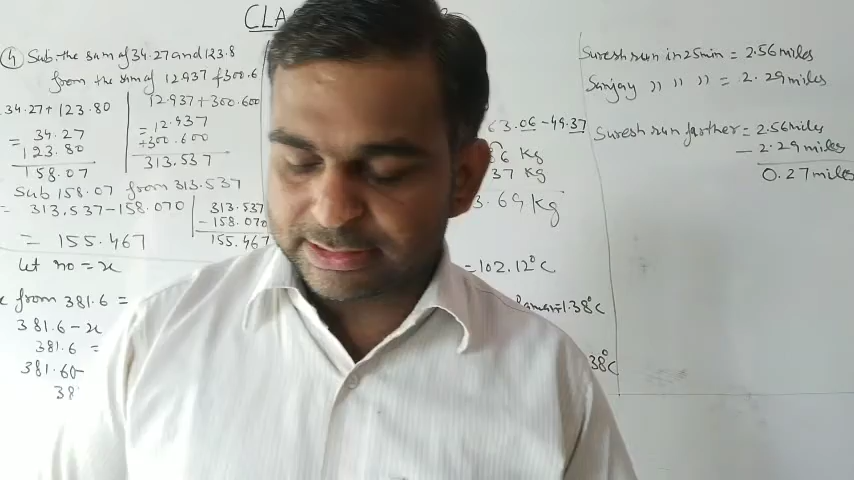 CLA
(4) Sub. the sum of 34.27 and 123.8
from the sum of 12.937 & 300.6
34.27+123.80
= 34.27
123.80
158.07
12.937+300.600
= 12.937
+300.600
313.537
Sub 158.07 from 313.537
= 313.537-158.070
= 155.467
313.537
-158.070
155.467
let no = x
x from 381.6 =
381.6 - x
381.6 =
381.60-
38
63.06 - 49.37
6 Kg
37 Kg
3.69 Kg
= 102.12°C
1.38°C
38°C
Suresh run in 25 min = 2.56 miles
Sanjay 〃 〃 〃 = 2.29 miles
Suresh run farther = 2.56 miles
- 2.29 miles
0.27 miles